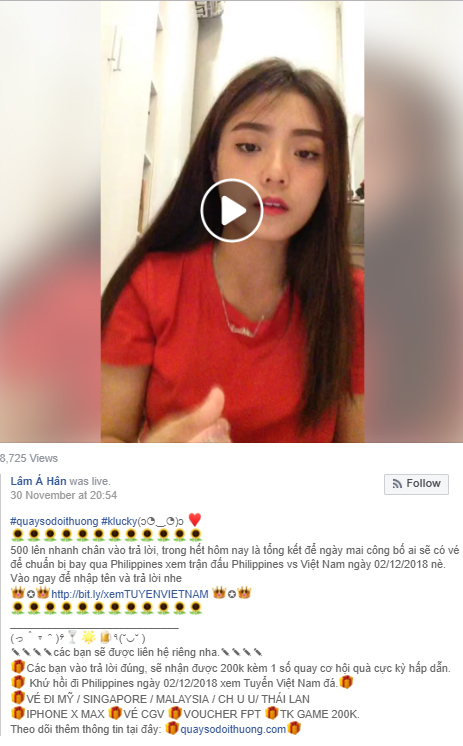 8,725 Views
Lâm Á Hân was live.
30 November at 20:54
Follow
#quaysodoithuong #klucky(ͽ◔‿◔)ͽ ❤️
🌻🌻🌻🌻🌻🌻🌻🌻🌻🌻🌻🌻
500 lên nhanh chân vào trả lời, trong hết hôm nay là tổng kết để ngày mai công bố ai sẽ có vé
để chuẩn bị bay qua Philippines xem trận đấu Philippines vs Việt Nam ngày 02/12/2018 nè.
Vào ngay để nhập tên và trả lời nhe
👑✪👑http://bit.ly/xemTUYENVIETNAM 👑✪👑
🌻🌻🌻🌻🌻🌻🌻🌻🌻🌻🌻🌻
các bạn sẽ được liên hệ riêng nha.
🎁Các bạn vào trả lời đúng, sẽ nhận được 200k kèm 1 số quay cơ hội quà cực kỳ hấp dẫn.
🎁 Khứ hồi đi Philippines ngày 02/12/2018 xem Tuyển Việt Nam đá.🎁
🎁VÉ ĐI MỸ / SINGAPORE / MALAYSIA / CH U U/ THÁI LAN
🎁IPHONE X MAX 🎁VÉ CGV 🎁VOUCHER FPT 🎁TK GAME 200K.
Theo dõi thêm thông tin tại đây: 🎁quaysodoithuong.com🎁